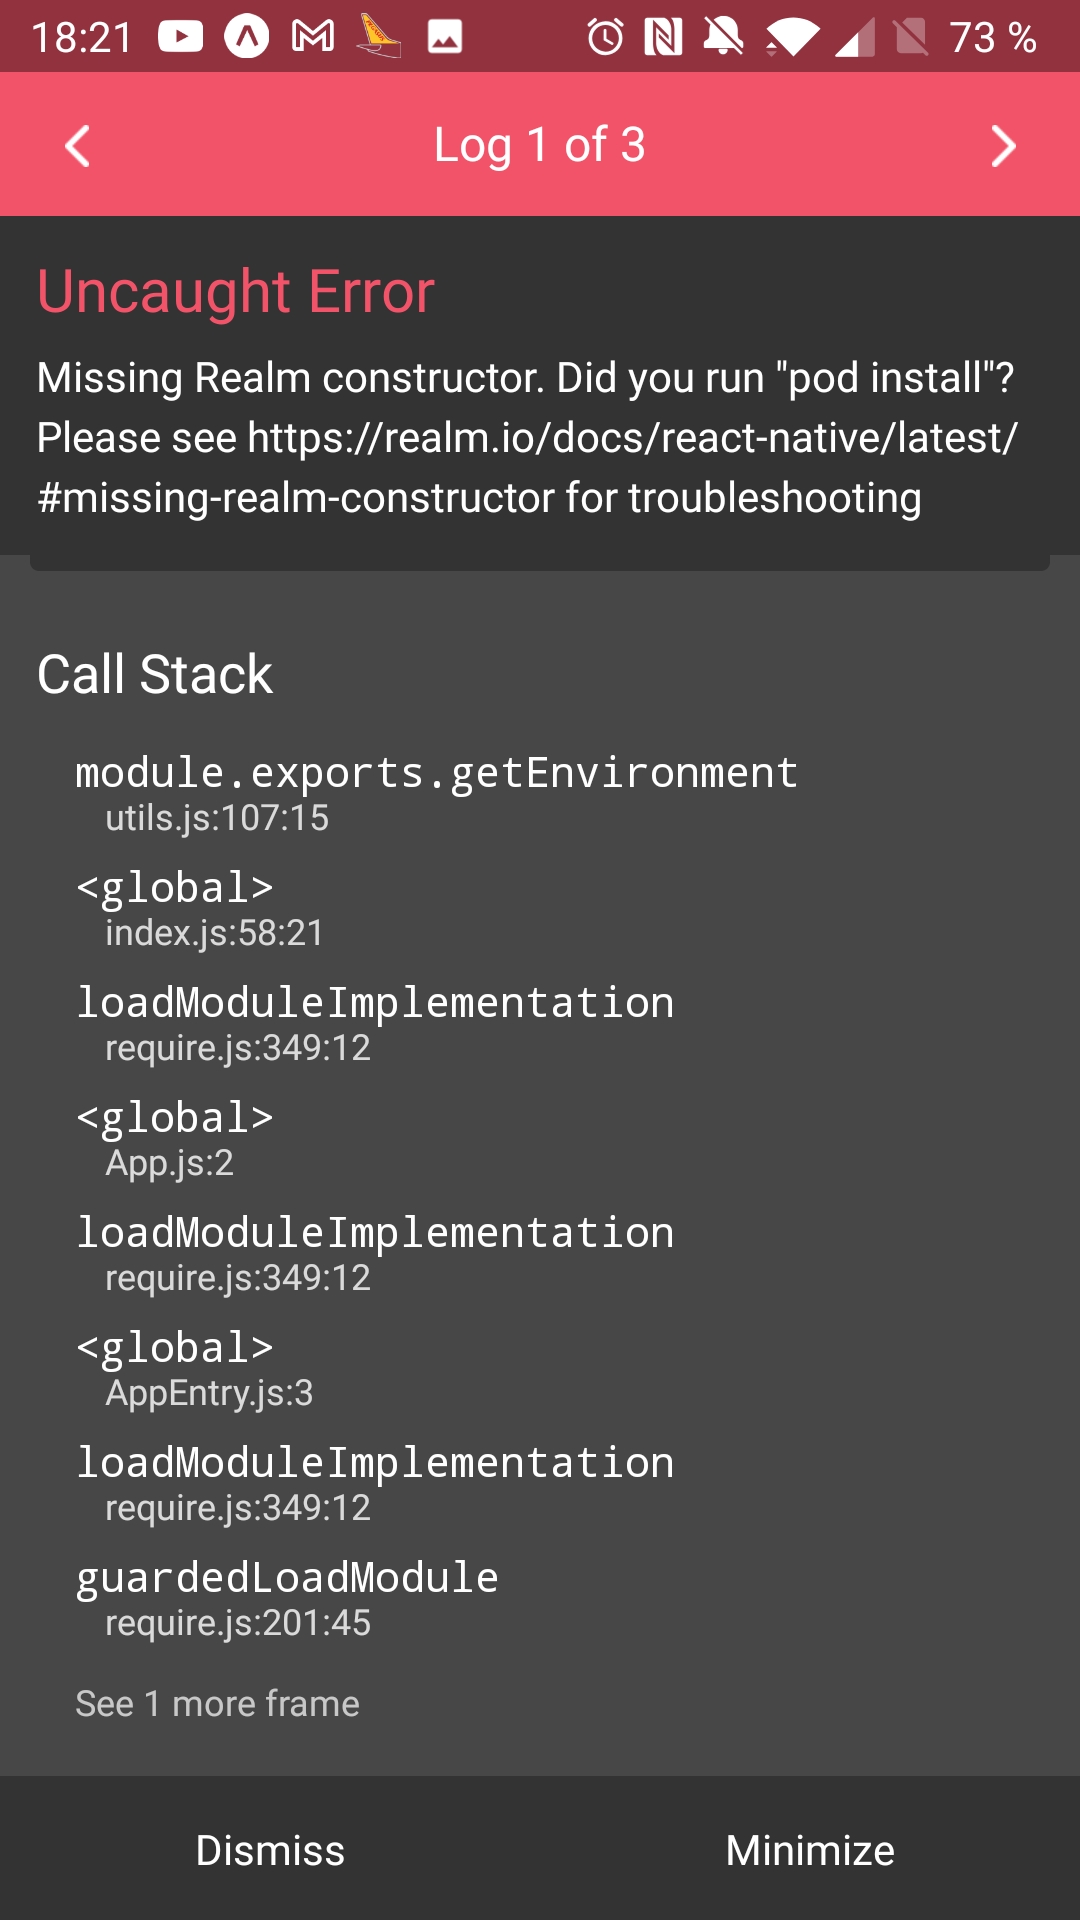 18:21
73 %
Log 1 of 3
Uncaught Error
Missing Realm constructor. Did you run "pod install"?
Please see https://realm.io/docs/react-native/latest/
#missing-realm-constructor for troubleshooting
Call Stack
module.exports.getEnvironment
utils.js:107:15
<global>
index.js:58:21
loadModuleImplementation
require.js:349:12
<global>
App.js:2
loadModuleImplementation
require.js:349:12
<global>
AppEntry.js:3
loadModuleImplementation
require.js:349:12
guardedLoadModule
require.js:201:45
See 1 more frame
Dismiss
Minimize